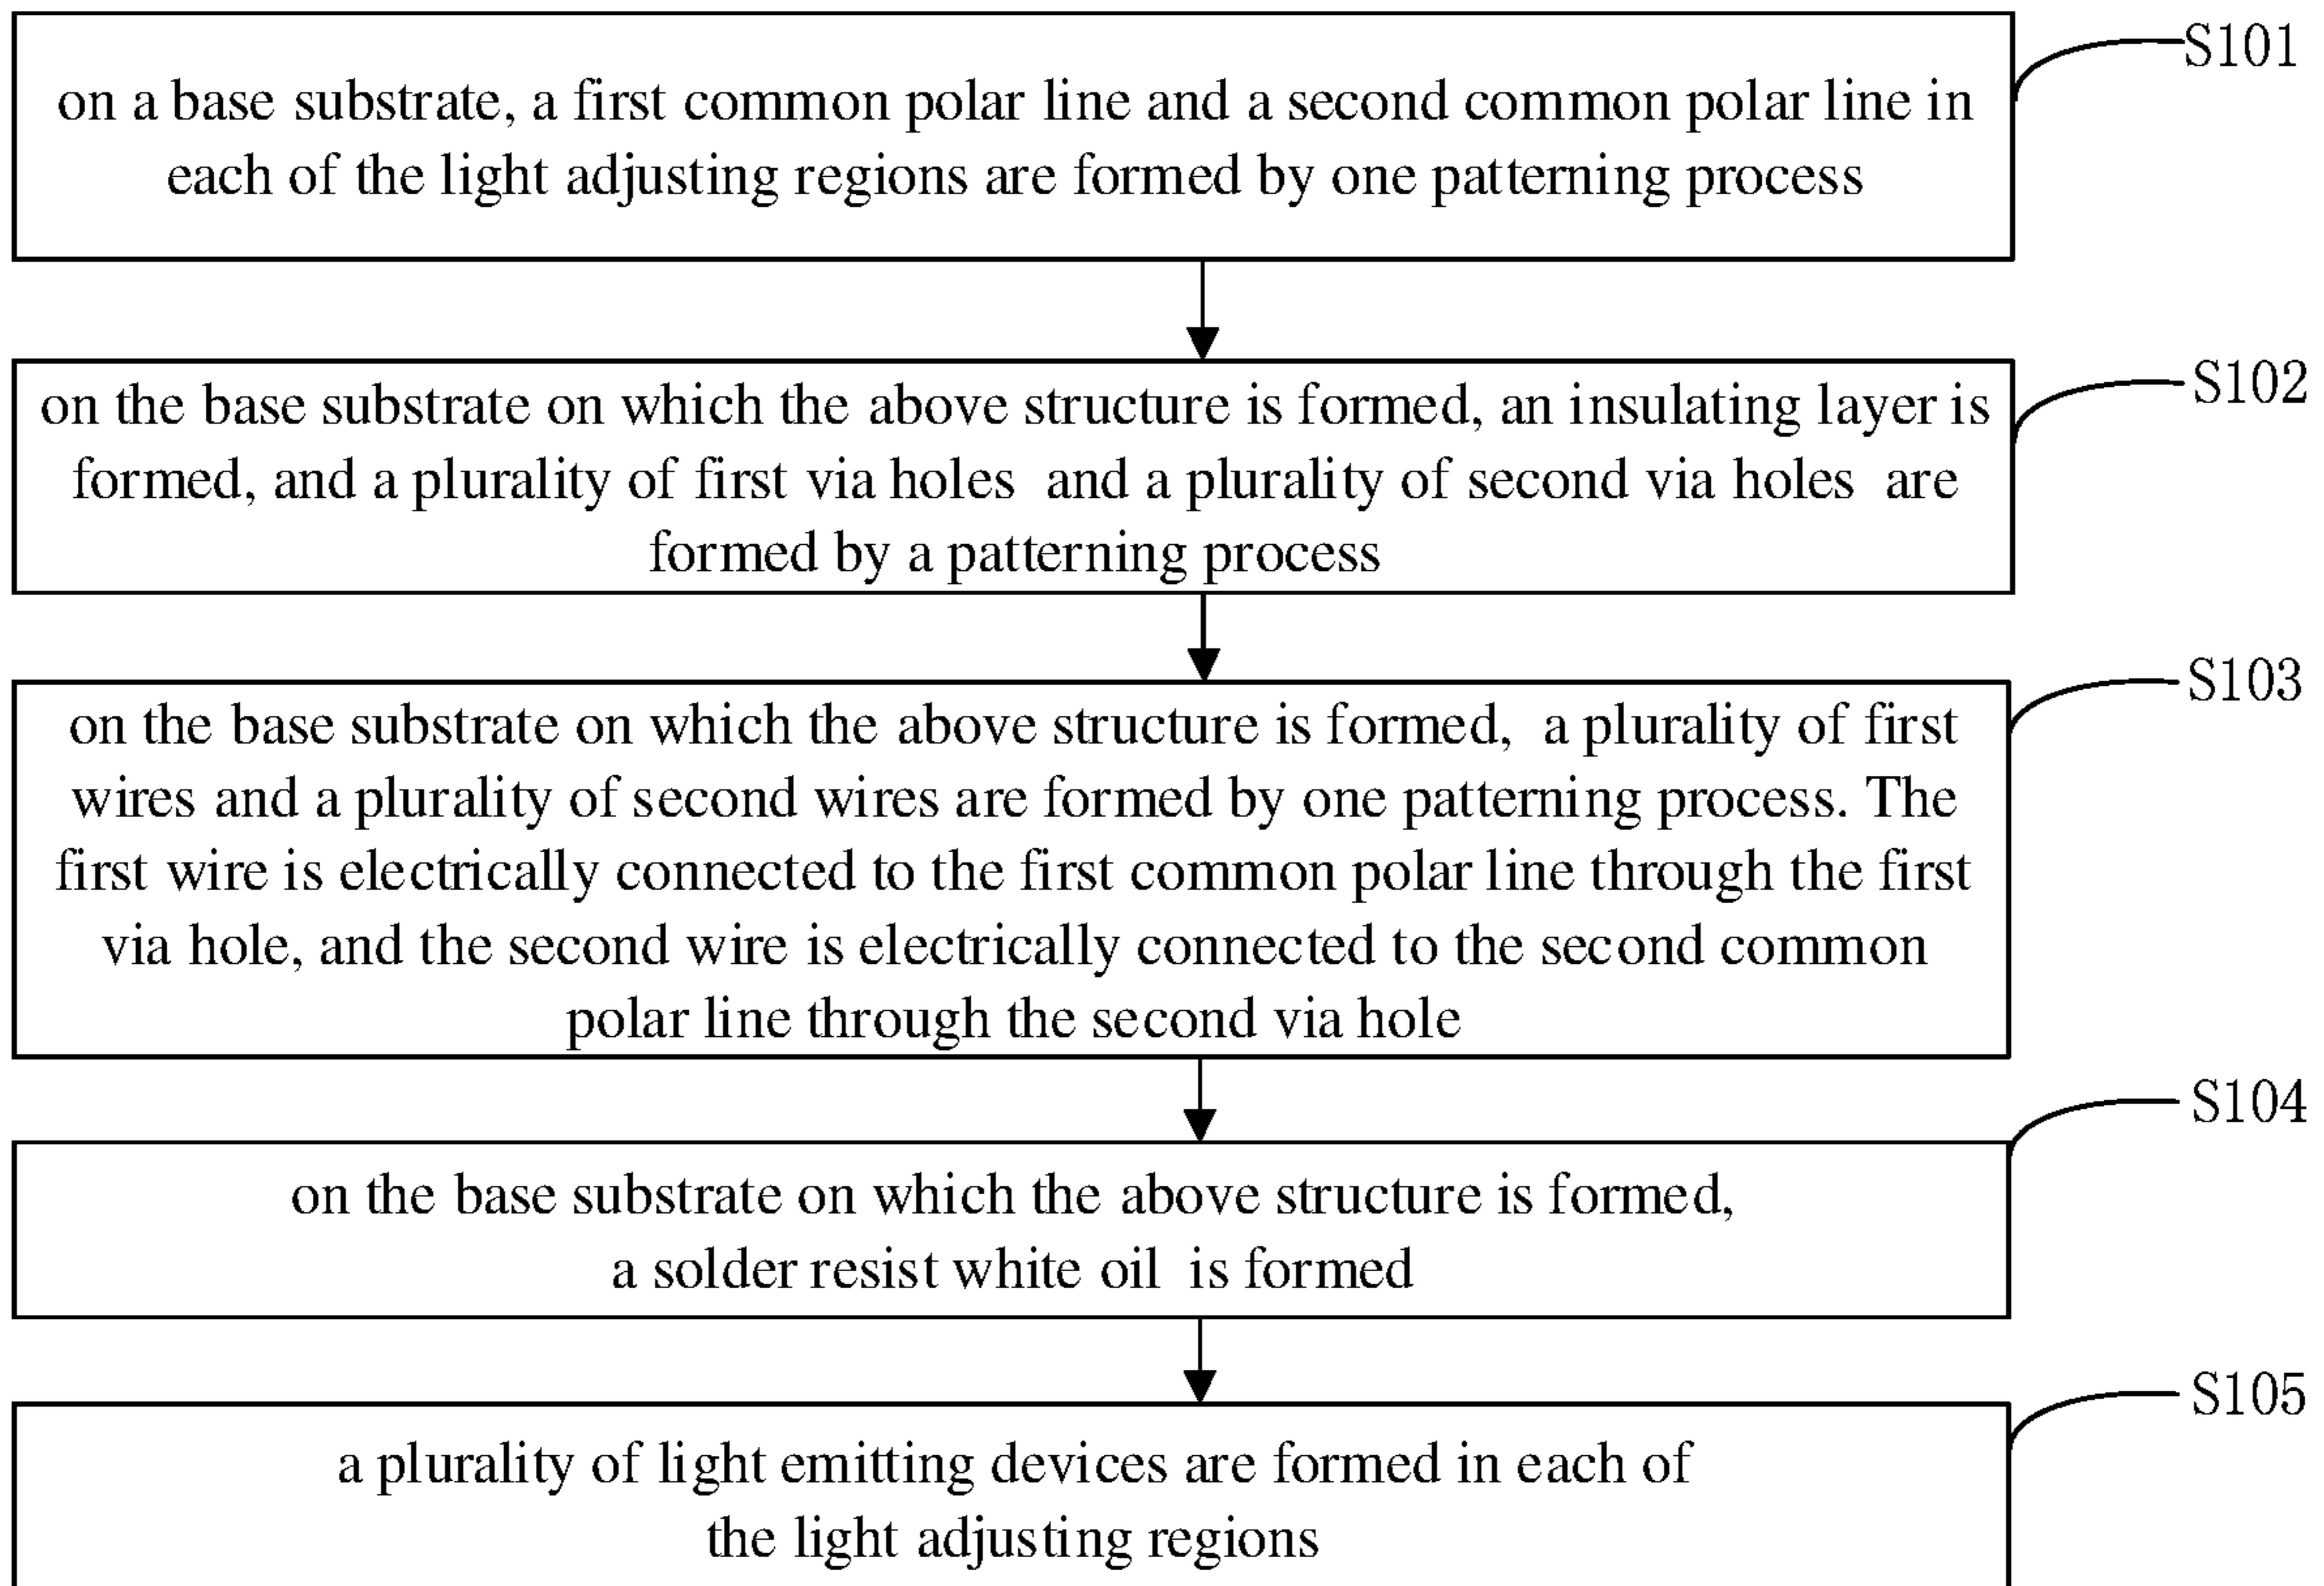 on a base substrate, a first common polar line and a second common polar line in
each of the light adjusting regions are formed by one patterning process
S101
on the base substrate on which the above structure is formed, an insulating layer is
formed, and a plurality of first via holes and a plurality of second via holes are
formed by a patterning process
S102
on the base substrate on which the above structure is formed, a plurality of first
wires and a plurality of second wires are formed by one patterning process. The
first wire is electrically connected to the first common polar line through the first
via hole, and the second wire is electrically connected to the second common
polar line through the second via hole
S103
on the base substrate on which the above structure is formed,
a solder resist white oil is formed
S104
a plurality of light emitting devices are formed in each of
the light adjusting regions
S105